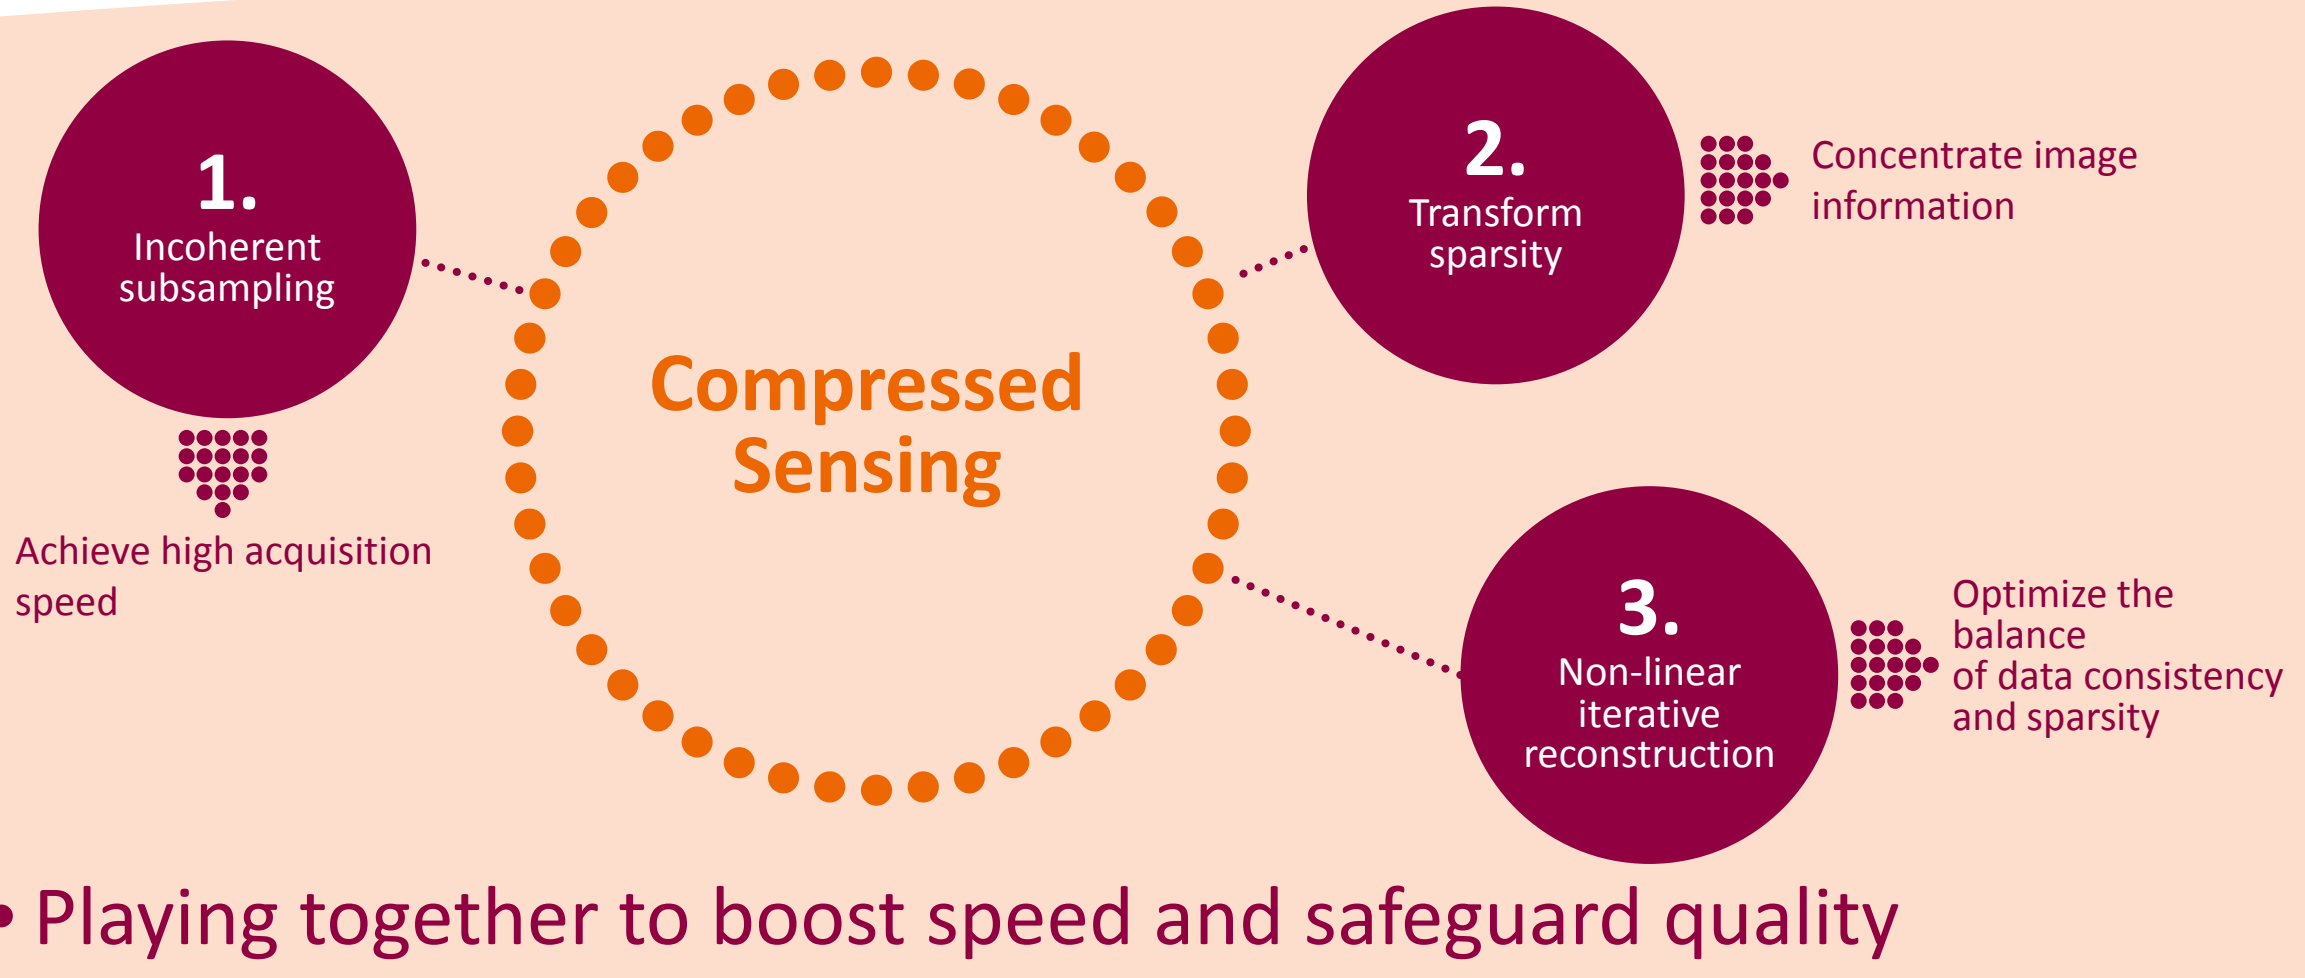 1.
Incoherent
subsampling
Achieve high acquisition
speed
Compressed
Sensing
2.
Transform
sparsity
Concentrate image
information
3.
Non-linear
iterative
reconstruction
Optimize the
balance
of data consistency
and sparsity
• Playing together to boost speed and safeguard quality